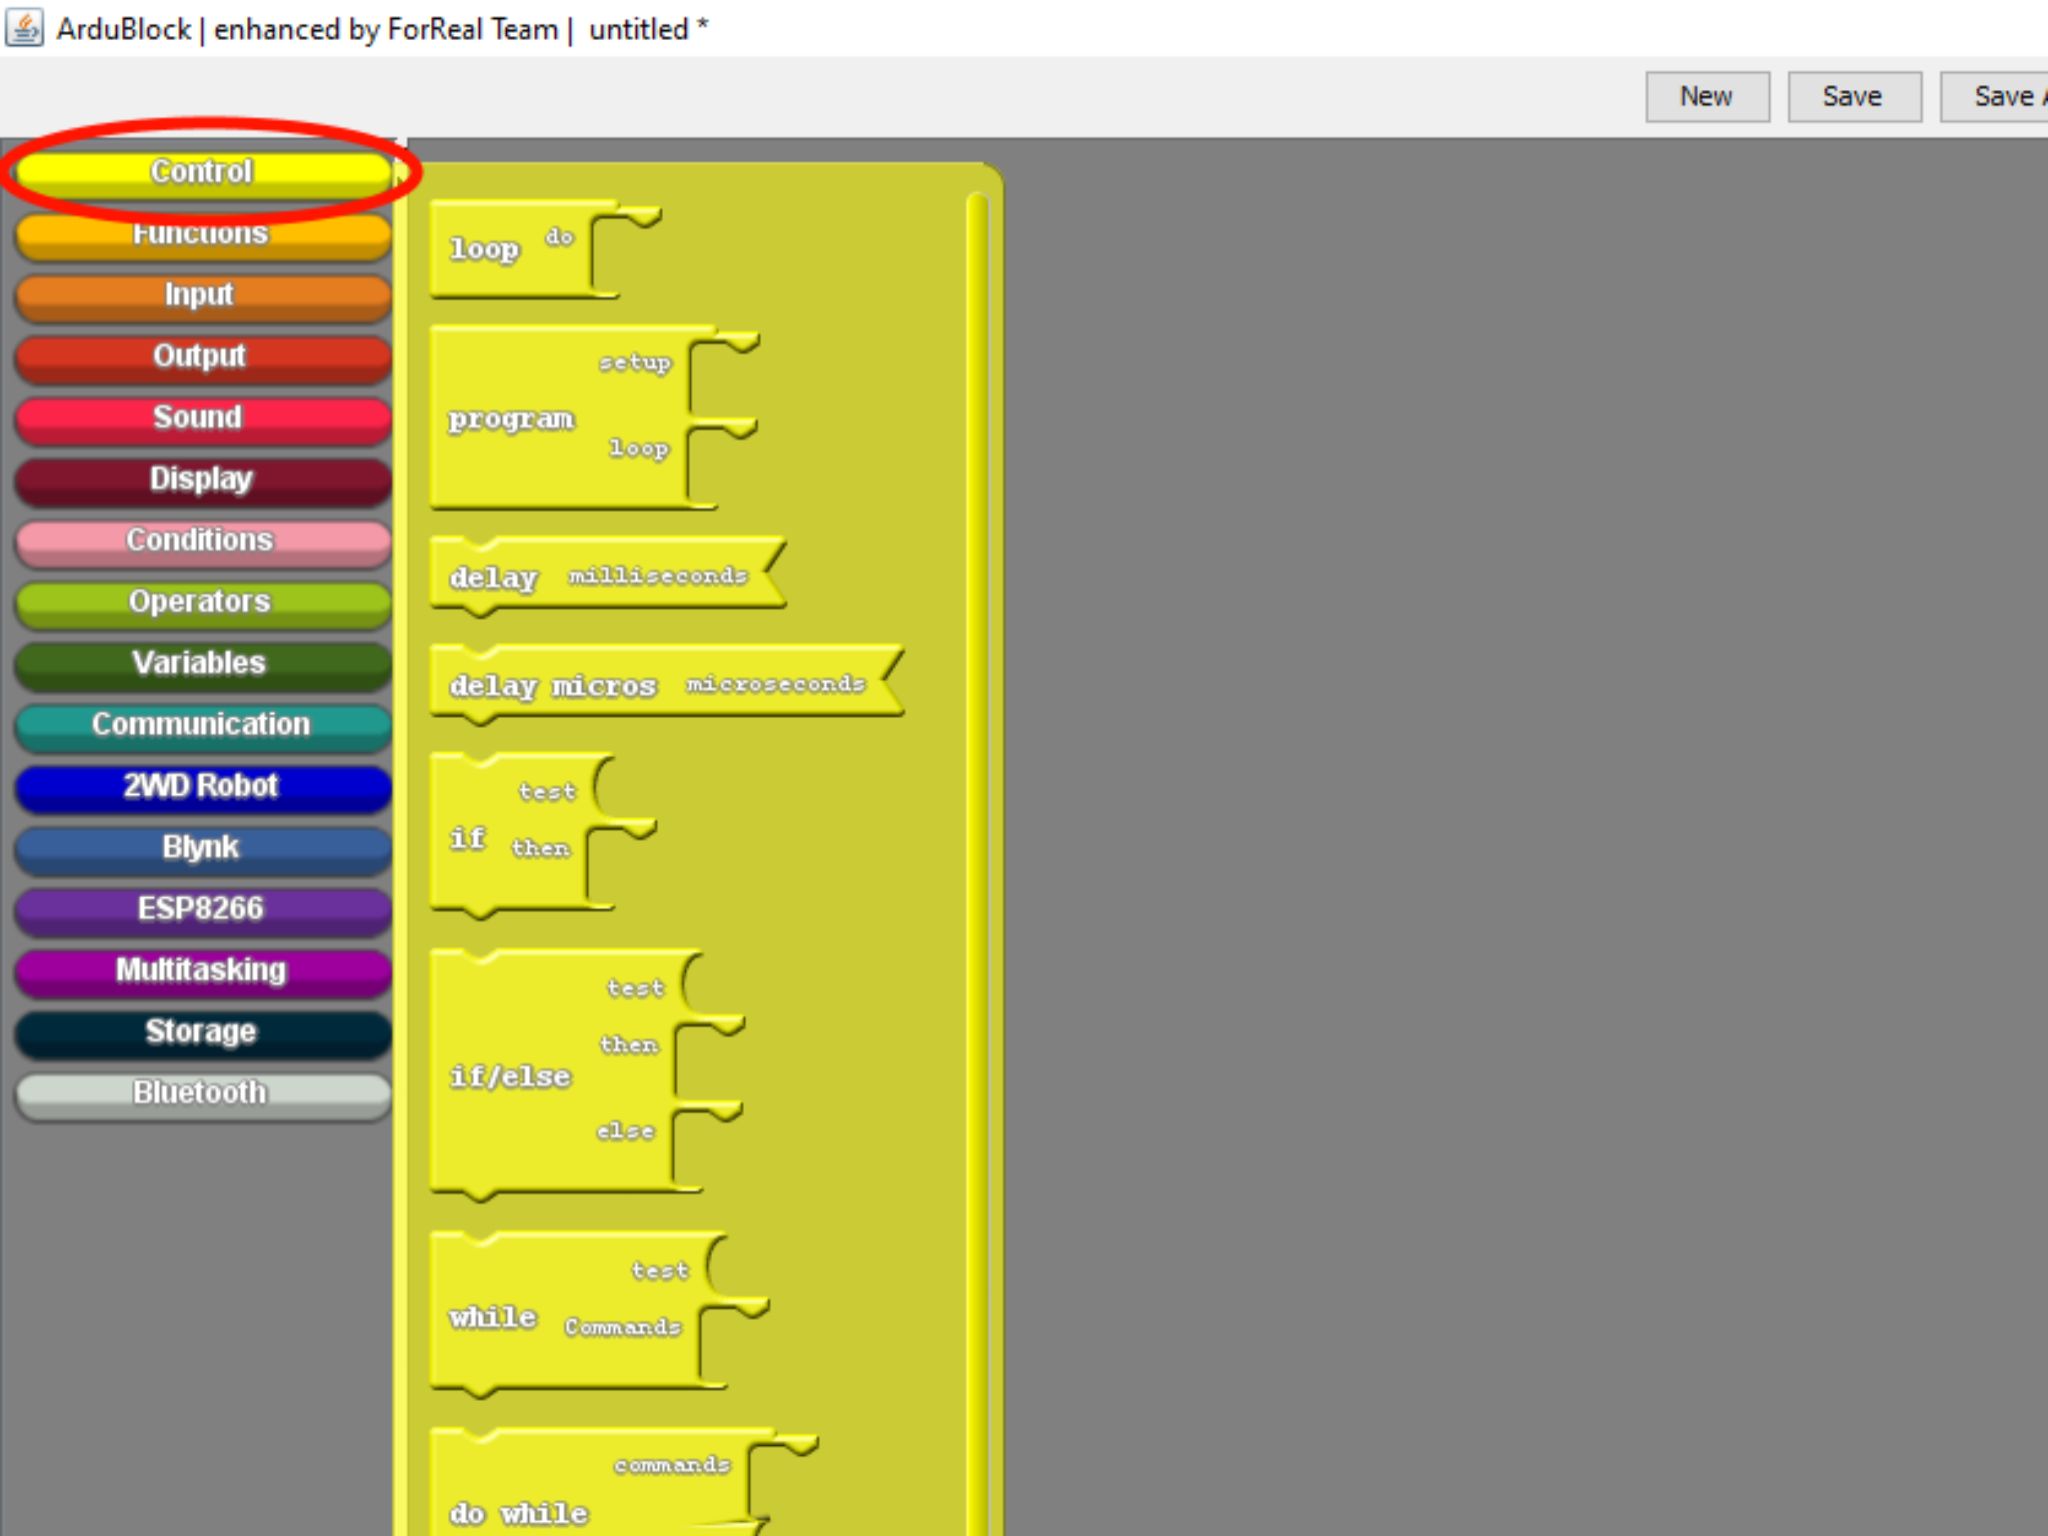 ArduBlock | enhanced by ForReal Team | untitled *
New
Save
Save A
Control
Functions
Input
Output
Sound
Display
Conditions
Operators
Variables
Communication
2WD Robot
Blynk
ESP8266
Multitasking
Storage
Bluetooth
loop do
setup
program
loop
delay milliseconds
delay micros microseconds
test
if then
test
then
if/else
else
test
while Commands
commands
do while